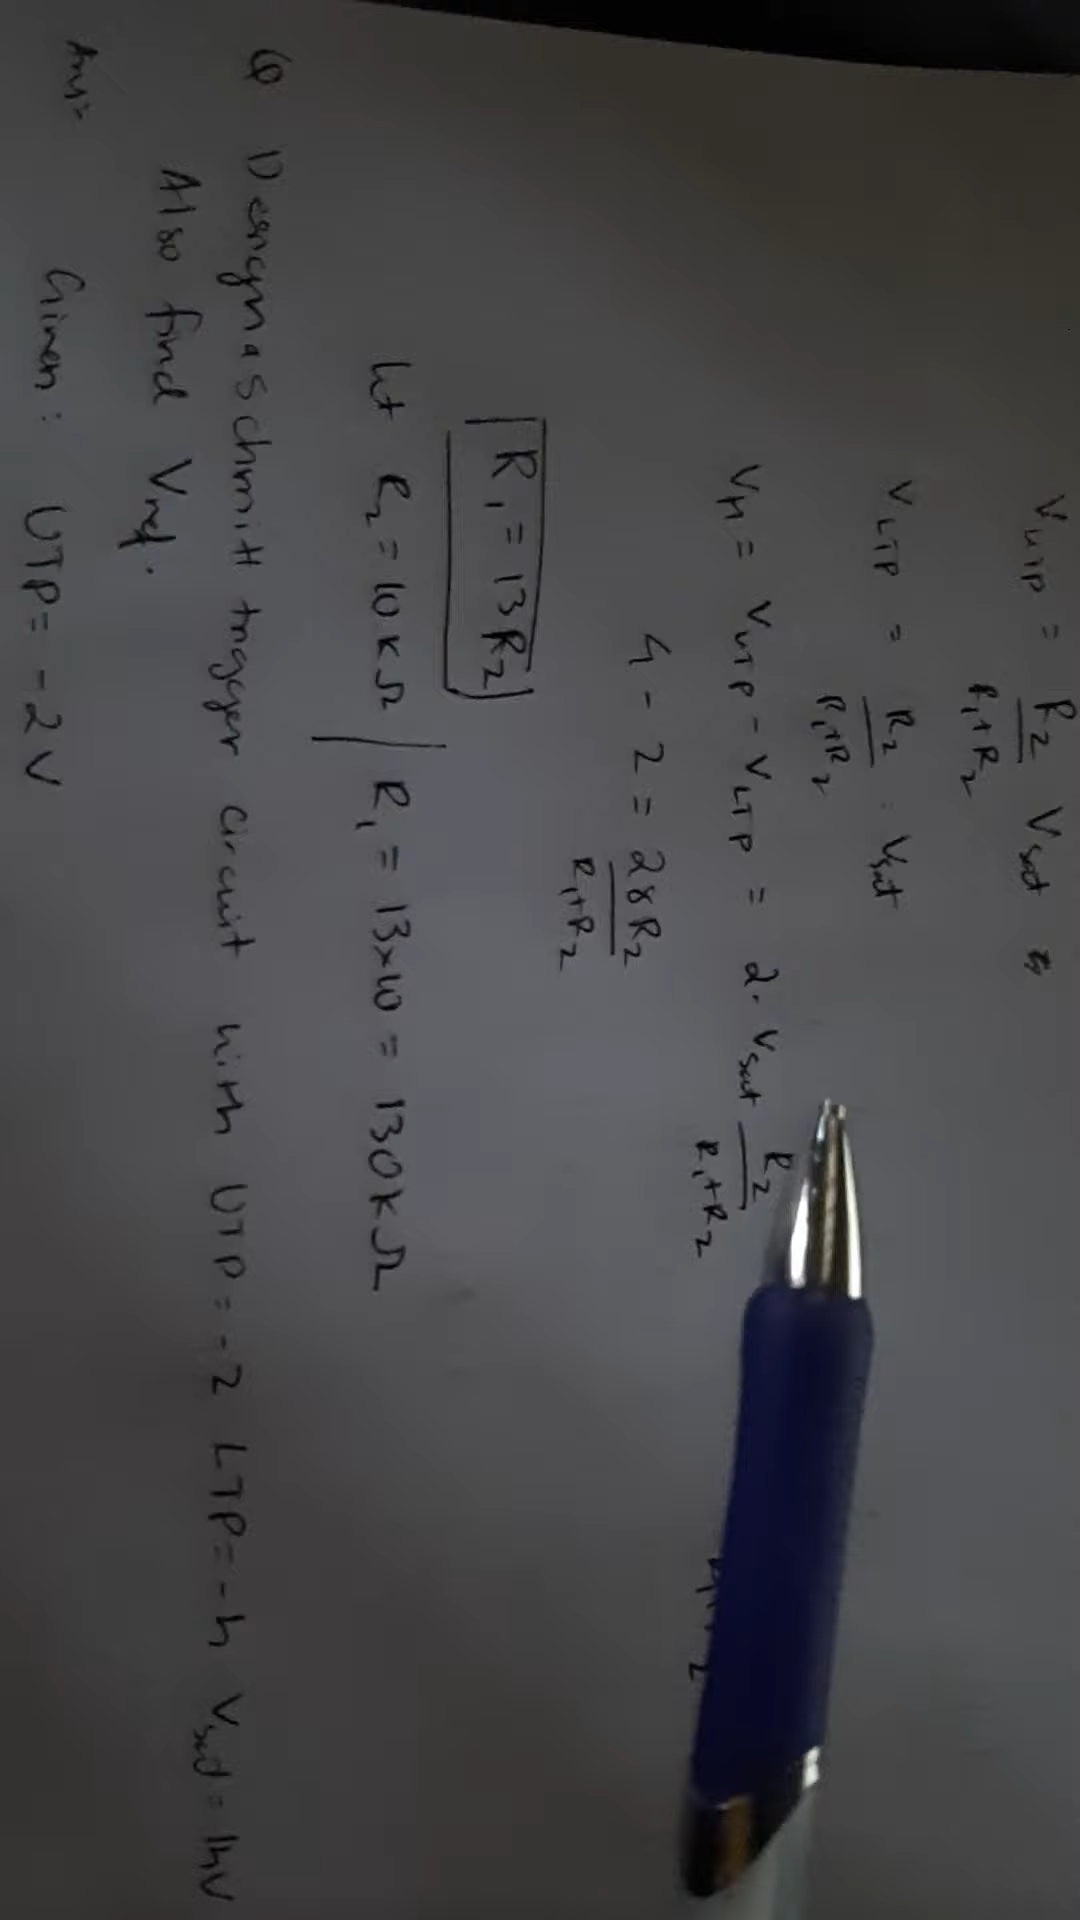 V_UTP = R2/R1+R2 Vsat
V_LTP = R2/R1+R2 . Vsat
VH = V_UTP - V_LTP = 2. Vsat R2/R1+R2
4 - 2 = 28R2/R1+R2
R1 = 13R2
let R2 = 10KΩ | R1 = 13×10 = 130KΩ
Q Design a schmitt trigger circuit with UTP = -2 LTP = -4 Vsat = 14V
Also find Vref.
Ans: Given: UTP = -2V